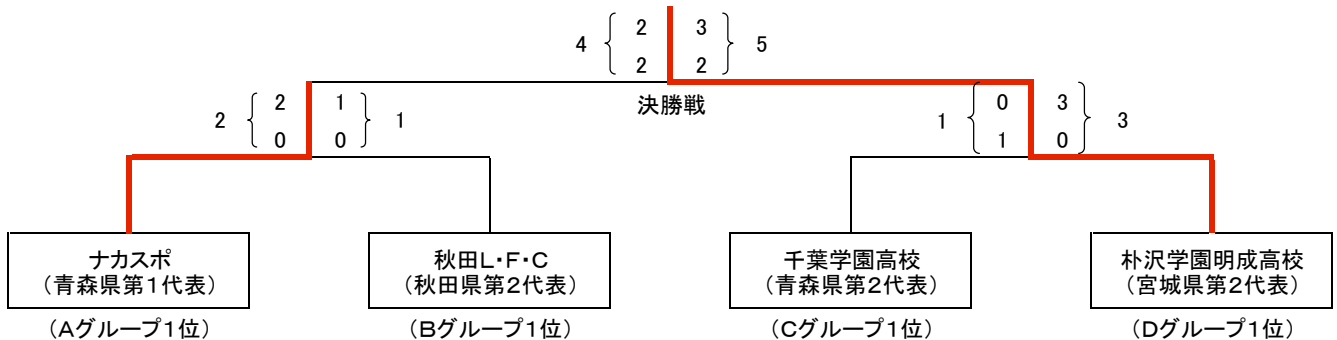 4 2 3 5
2 2
決勝戦
2 2 1 1
0 0
1 0 3 3
1 0
ナカスポ
(青森県第1代表)
(Aグループ1位)
秋田L・F・C
(秋田県第2代表)
(Bグループ1位)
千葉学園高校
(青森県第2代表)
(Cグループ1位)
朴沢学園明成高校
(宮城県第2代表)
(Dグループ1位)